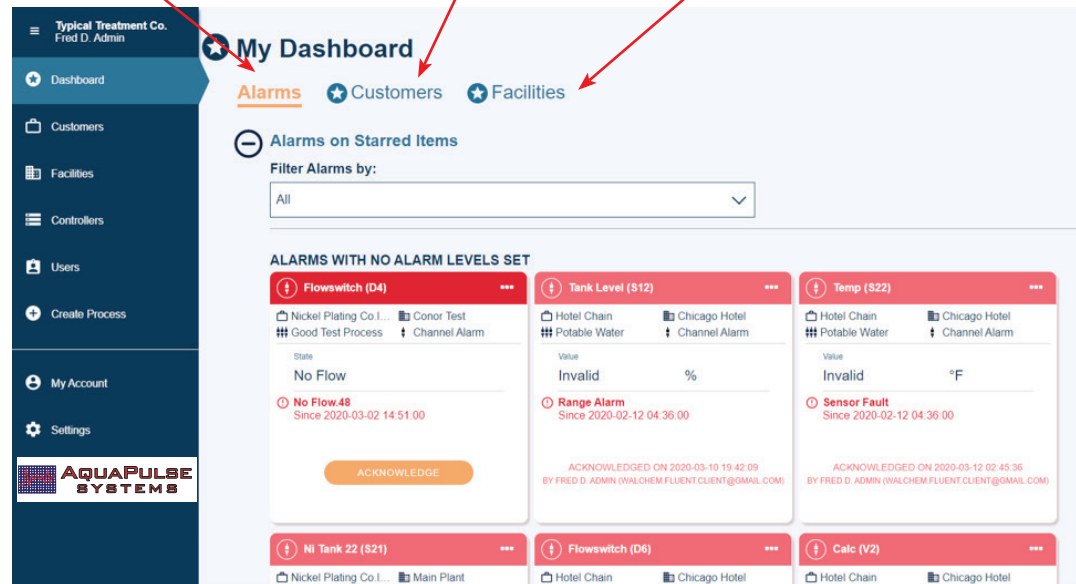 Typical Treatment Co.
Fred D. Admin
Dashboard
Customers
Facilities
Controllers
Users
Create Process
My Account
Settings
AQUAPULSE
SYSTEMS
My Dashboard
Alarms Customers Facilities
Alarms on Starred Items
Filter Alarms by:
All
ALARMS WITH NO ALARM LEVELS SET
Flowswitch (D4)
Nickel Plating Co.I... Conor Test
Good Test Process Channel Alarm
State
No Flow
No Flow.48
Since 2020-03-02 14:51:00
ACKNOWLEDGE
Tank Level (S12)
Hotel Chain Chicago Hotel
Potable Water Channel Alarm
Value
Invalid %
Range Alarm
Since 2020-02-12 04:36:00
ACKNOWLEDGED ON 2020-03-10 19:42:09
BY FRED D. ADMIN (WALCHEM.FLUENT.CLIENT@GMAIL.COM)
Temp (S22)
Hotel Chain Chicago Hotel
Potable Water Channel Alarm
Value
Invalid °F
Sensor Fault
Since 2020-02-12 04:36:00
ACKNOWLEDGED ON 2020-03-12 02:45:36
BY FRED D. ADMIN (WALCHEM.FLUENT.CLIENT@GMAIL.COM)
Ni Tank 22 (S21)
Nickel Plating Co.I... Main Plant
Flowswitch (D6)
Hotel Chain Chicago Hotel
Calc (V2)
Hotel Chain Chicago Hotel